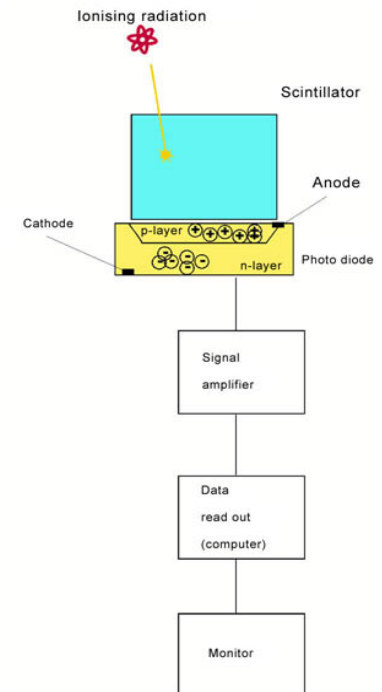 Ionising radiation
Scintillator
Anode
Cathode
p-layer
n-layer
Photo diode
Signal
amplifier
Data
read out
(computer)
Monitor